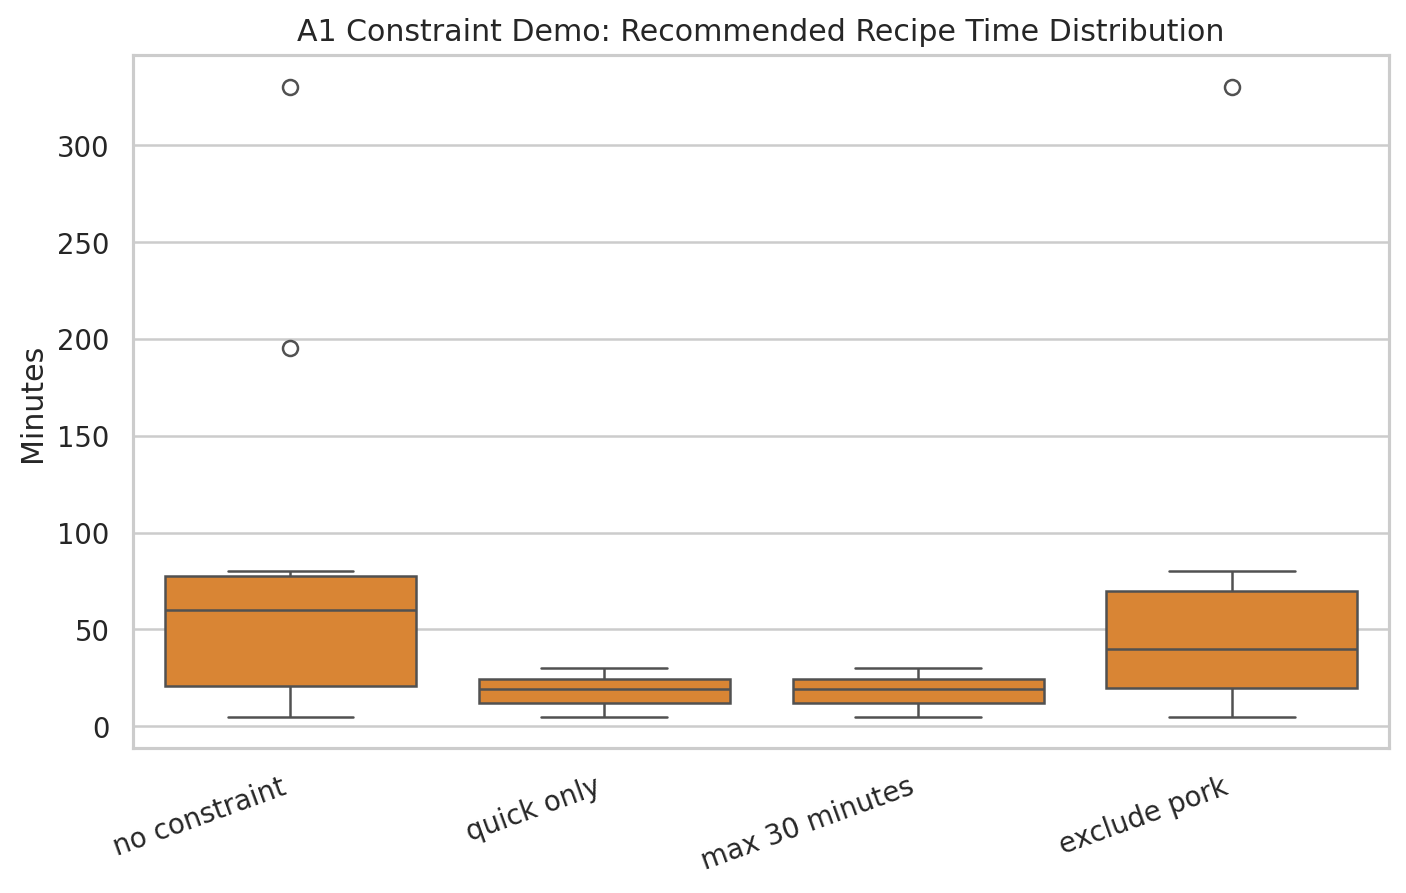 A1 Constraint Demo: Recommended Recipe Time Distribution
Minutes
300
250
200
150
100
50
0
no constraint
quick only
max 30 minutes
exclude pork